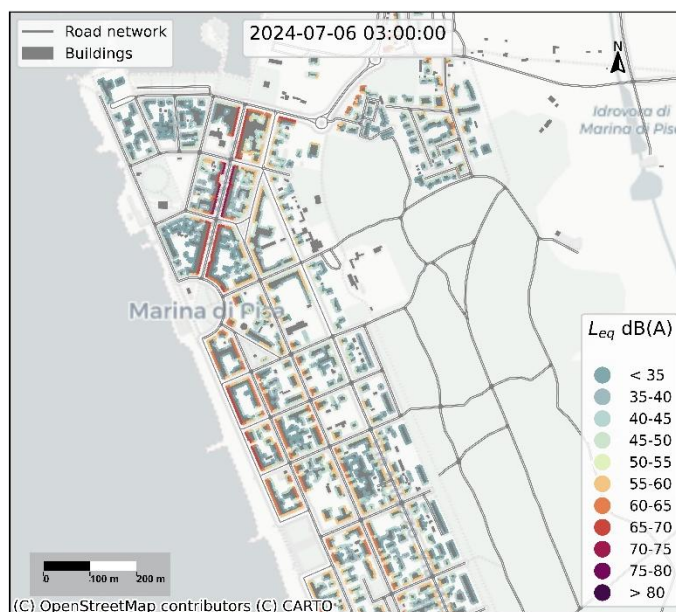 Road network
Buildings
2024-07-06 03:00:00
N
Idrovora di
Marina di Pisa
Marina di Pisa
Leq dB(A)
< 35
35-40
40-45
45-50
50-55
55-60
60-65
65-70
70-75
75-80
> 80
0 100 m 200 m
(C) OpenStreetMap contributors (C) CARTO